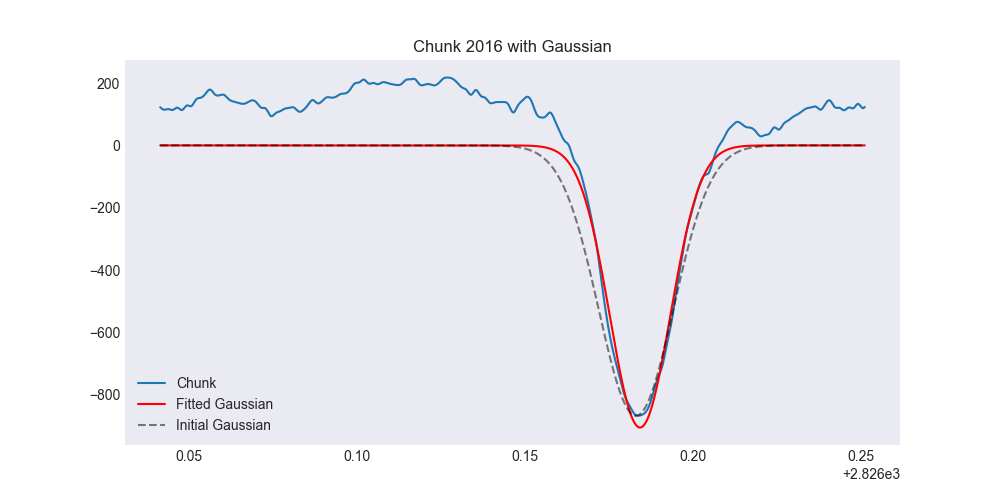 Chunk 2016 with Gaussian
200
0
−200
−400
−600
−800
Chunk
Fitted Gaussian
Initial Gaussian
0.05 0.10 0.15 0.20 0.25
+2.826e3